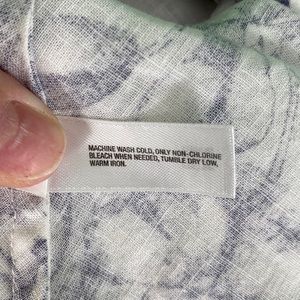 MACHINE WASH COLD, ONLY NON-CHLORINE
BLEACH WHEN NEEDED, TUMBLE DRY LOW,
WARM IRON.